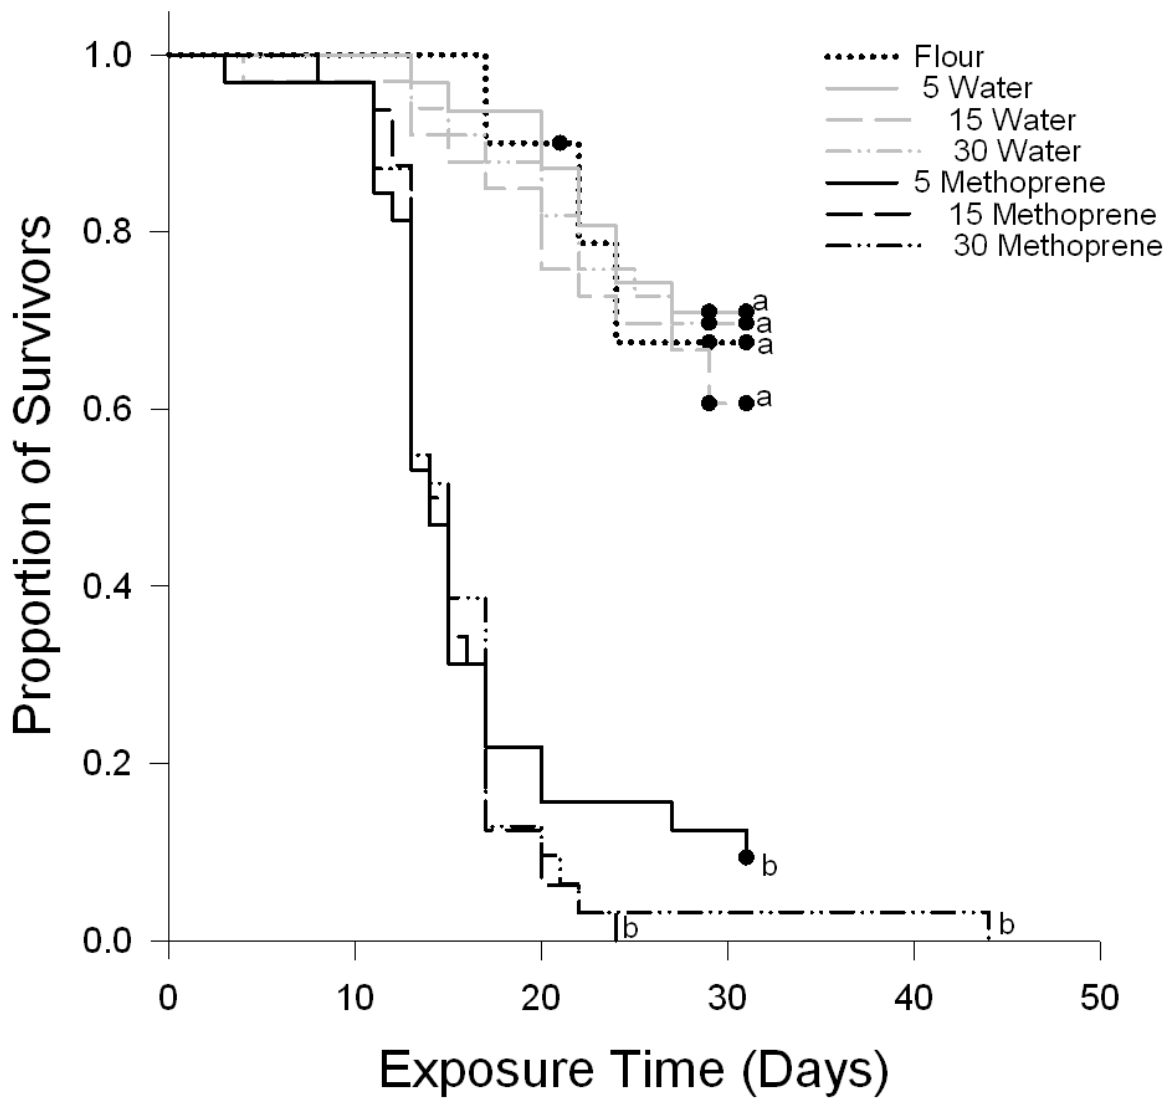 Proportion of Survivors
1.0
0.8
0.6
0.4
0.2
0.0
Flour
5 Water
15 Water
30 Water
5 Methoprene
15 Methoprene
30 Methoprene
a
a
a
a
b
b
b
0
10
20
30
40
50
Exposure Time (Days)